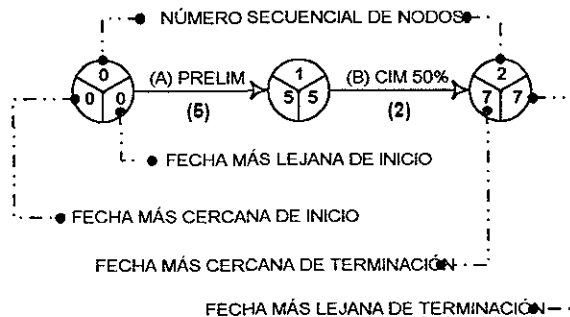 NÚMERO SECUENCIAL DE NODOS
0
0 0
(A) PRELIM
(5)
1
5 5
(B) CIM 50%
(2)
2
7 7
FECHA MÁS LEJANA DE INICIO
FECHA MÁS CERCANA DE INICIO
FECHA MÁS CERCANA DE TERMINACIÓN
FECHA MÁS LEJANA DE TERMINACIÓN